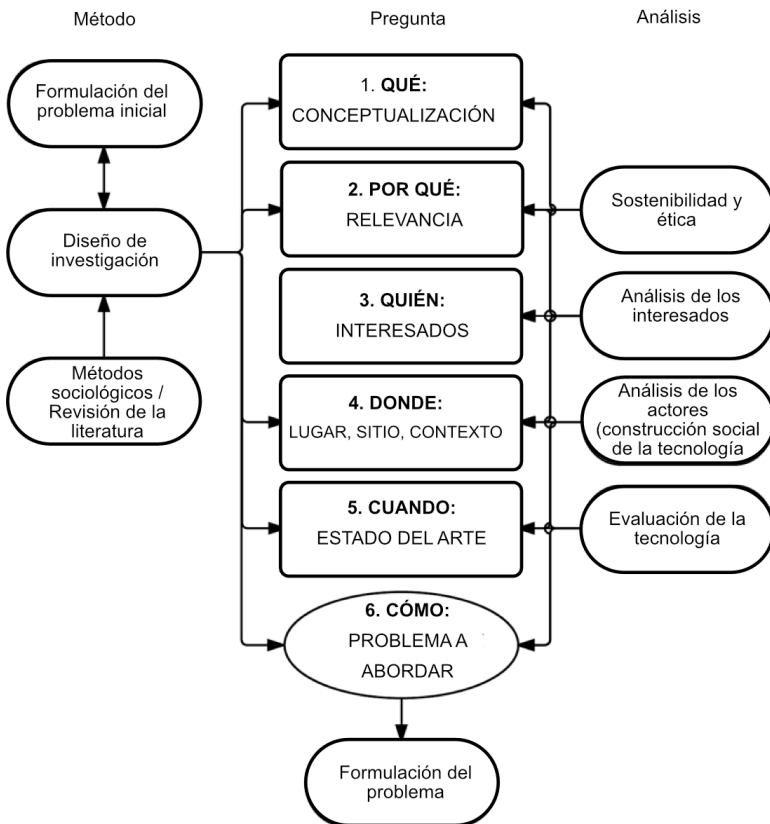 Método
Pregunta
Análisis
Formulación del
problema inicial
1. QUÉ:
CONCEPTUALIZACIÓN
Diseño de
investigación
2. POR QUÉ:
RELEVANCIA
Sostenibilidad y
ética
3. QUIÉN:
INTERESADOS
Análisis de los
interesados
Métodos
sociológicos /
Revisión de la
literatura
4. DONDE:
LUGAR, SITIO, CONTEXTO
Análisis de los
actores
(construcción social
de la tecnología
5. CUANDO:
ESTADO DEL ARTE
Evaluación de la
tecnología
6. CÓMO:
PROBLEMA A
ABORDAR
Formulación del
problema